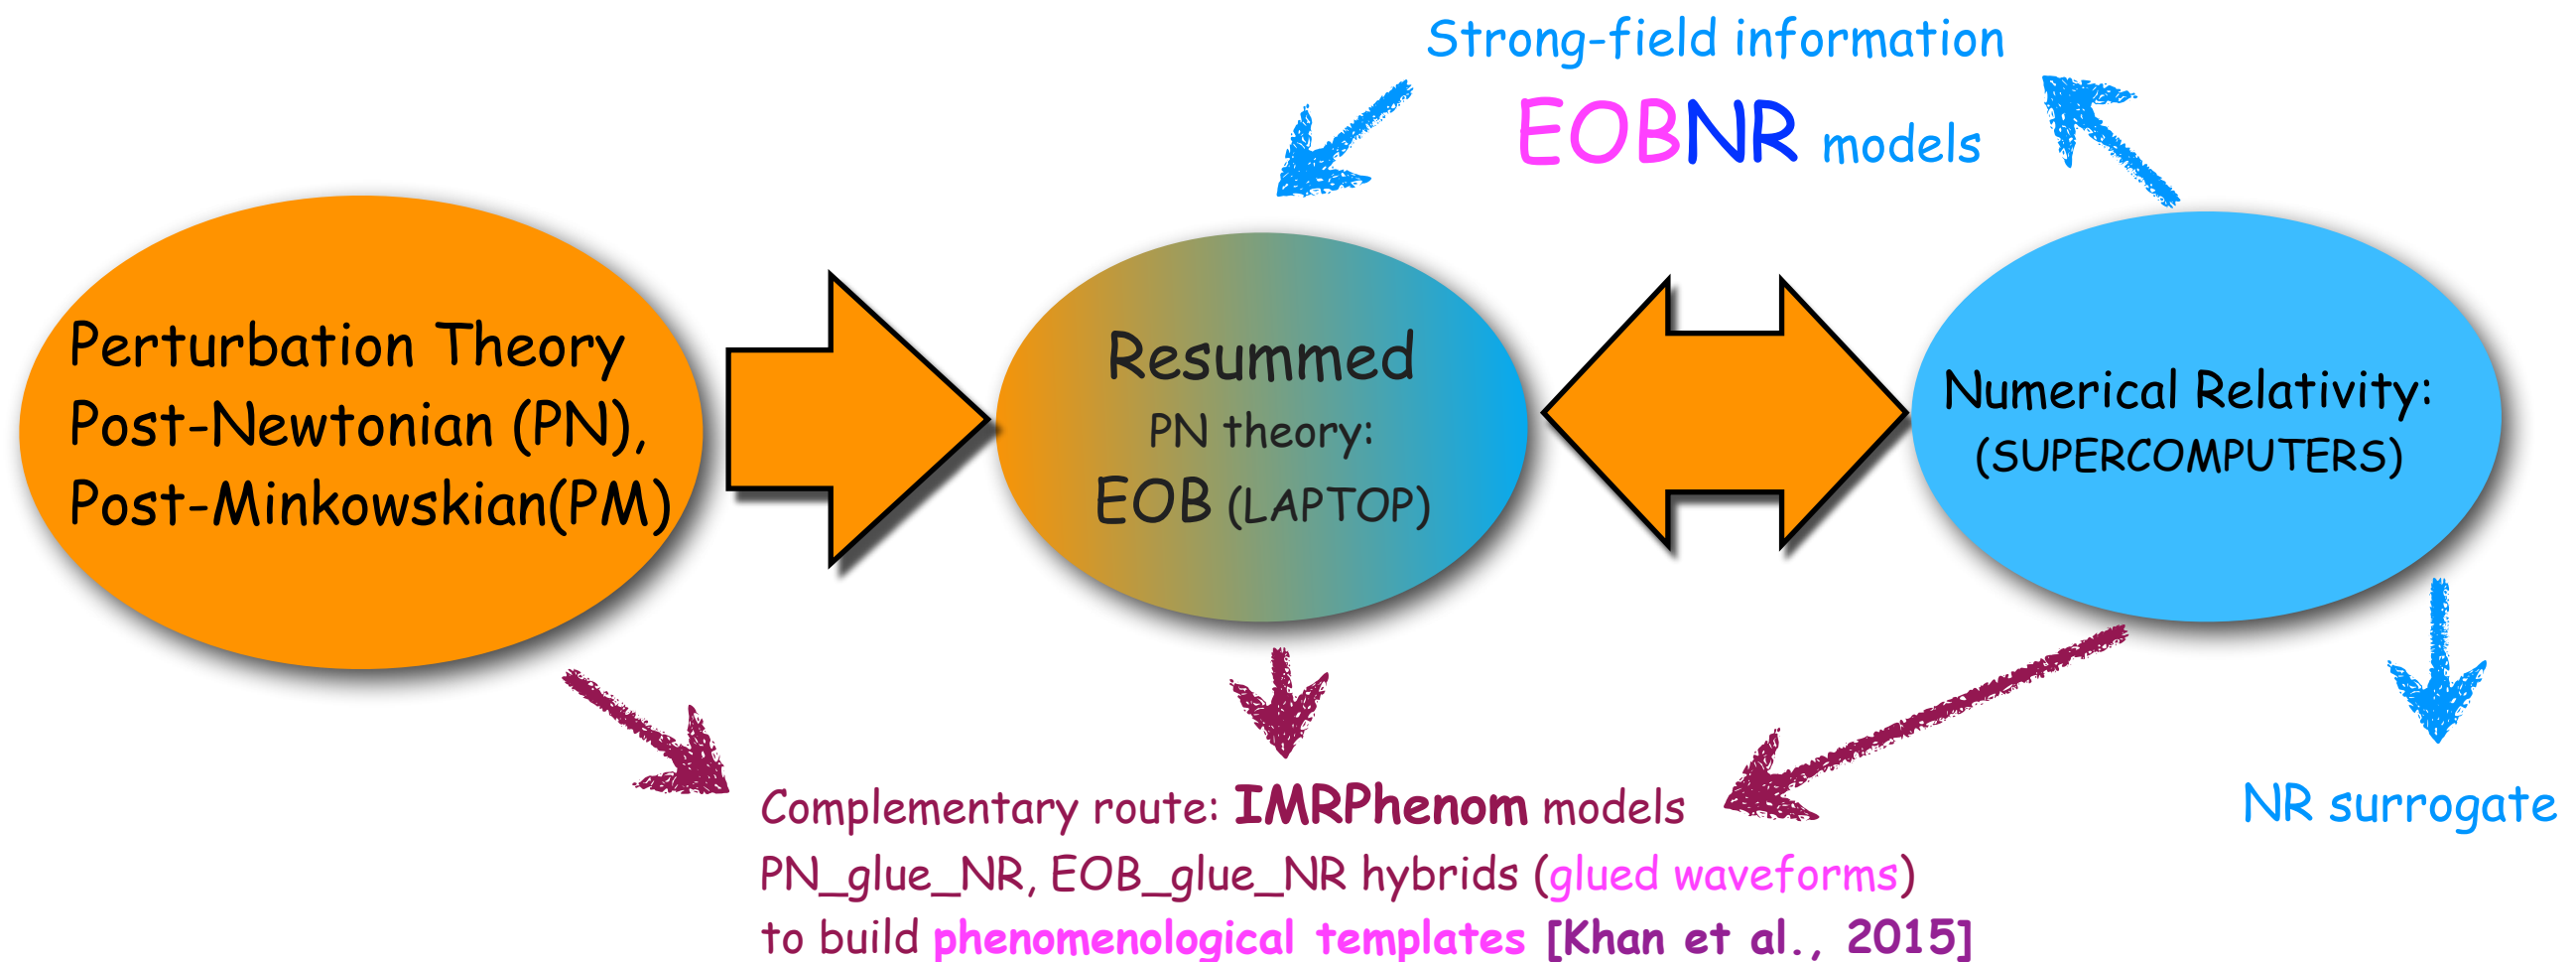 Strong-field information
EOBNR models
Perturbation Theory
Post-Newtonian (PN),
Post-Minkowskian(PM)
Resummed
PN theory:
EOB (LAPTOP)
Numerical Relativity:
(SUPERCOMPUTERS)
Complementary route: IMRPhenom models
PN_glue_NR, EOB_glue_NR hybrids (glued waveforms)
to build phenomenological templates [Khan et al., 2015]
NR surrogate